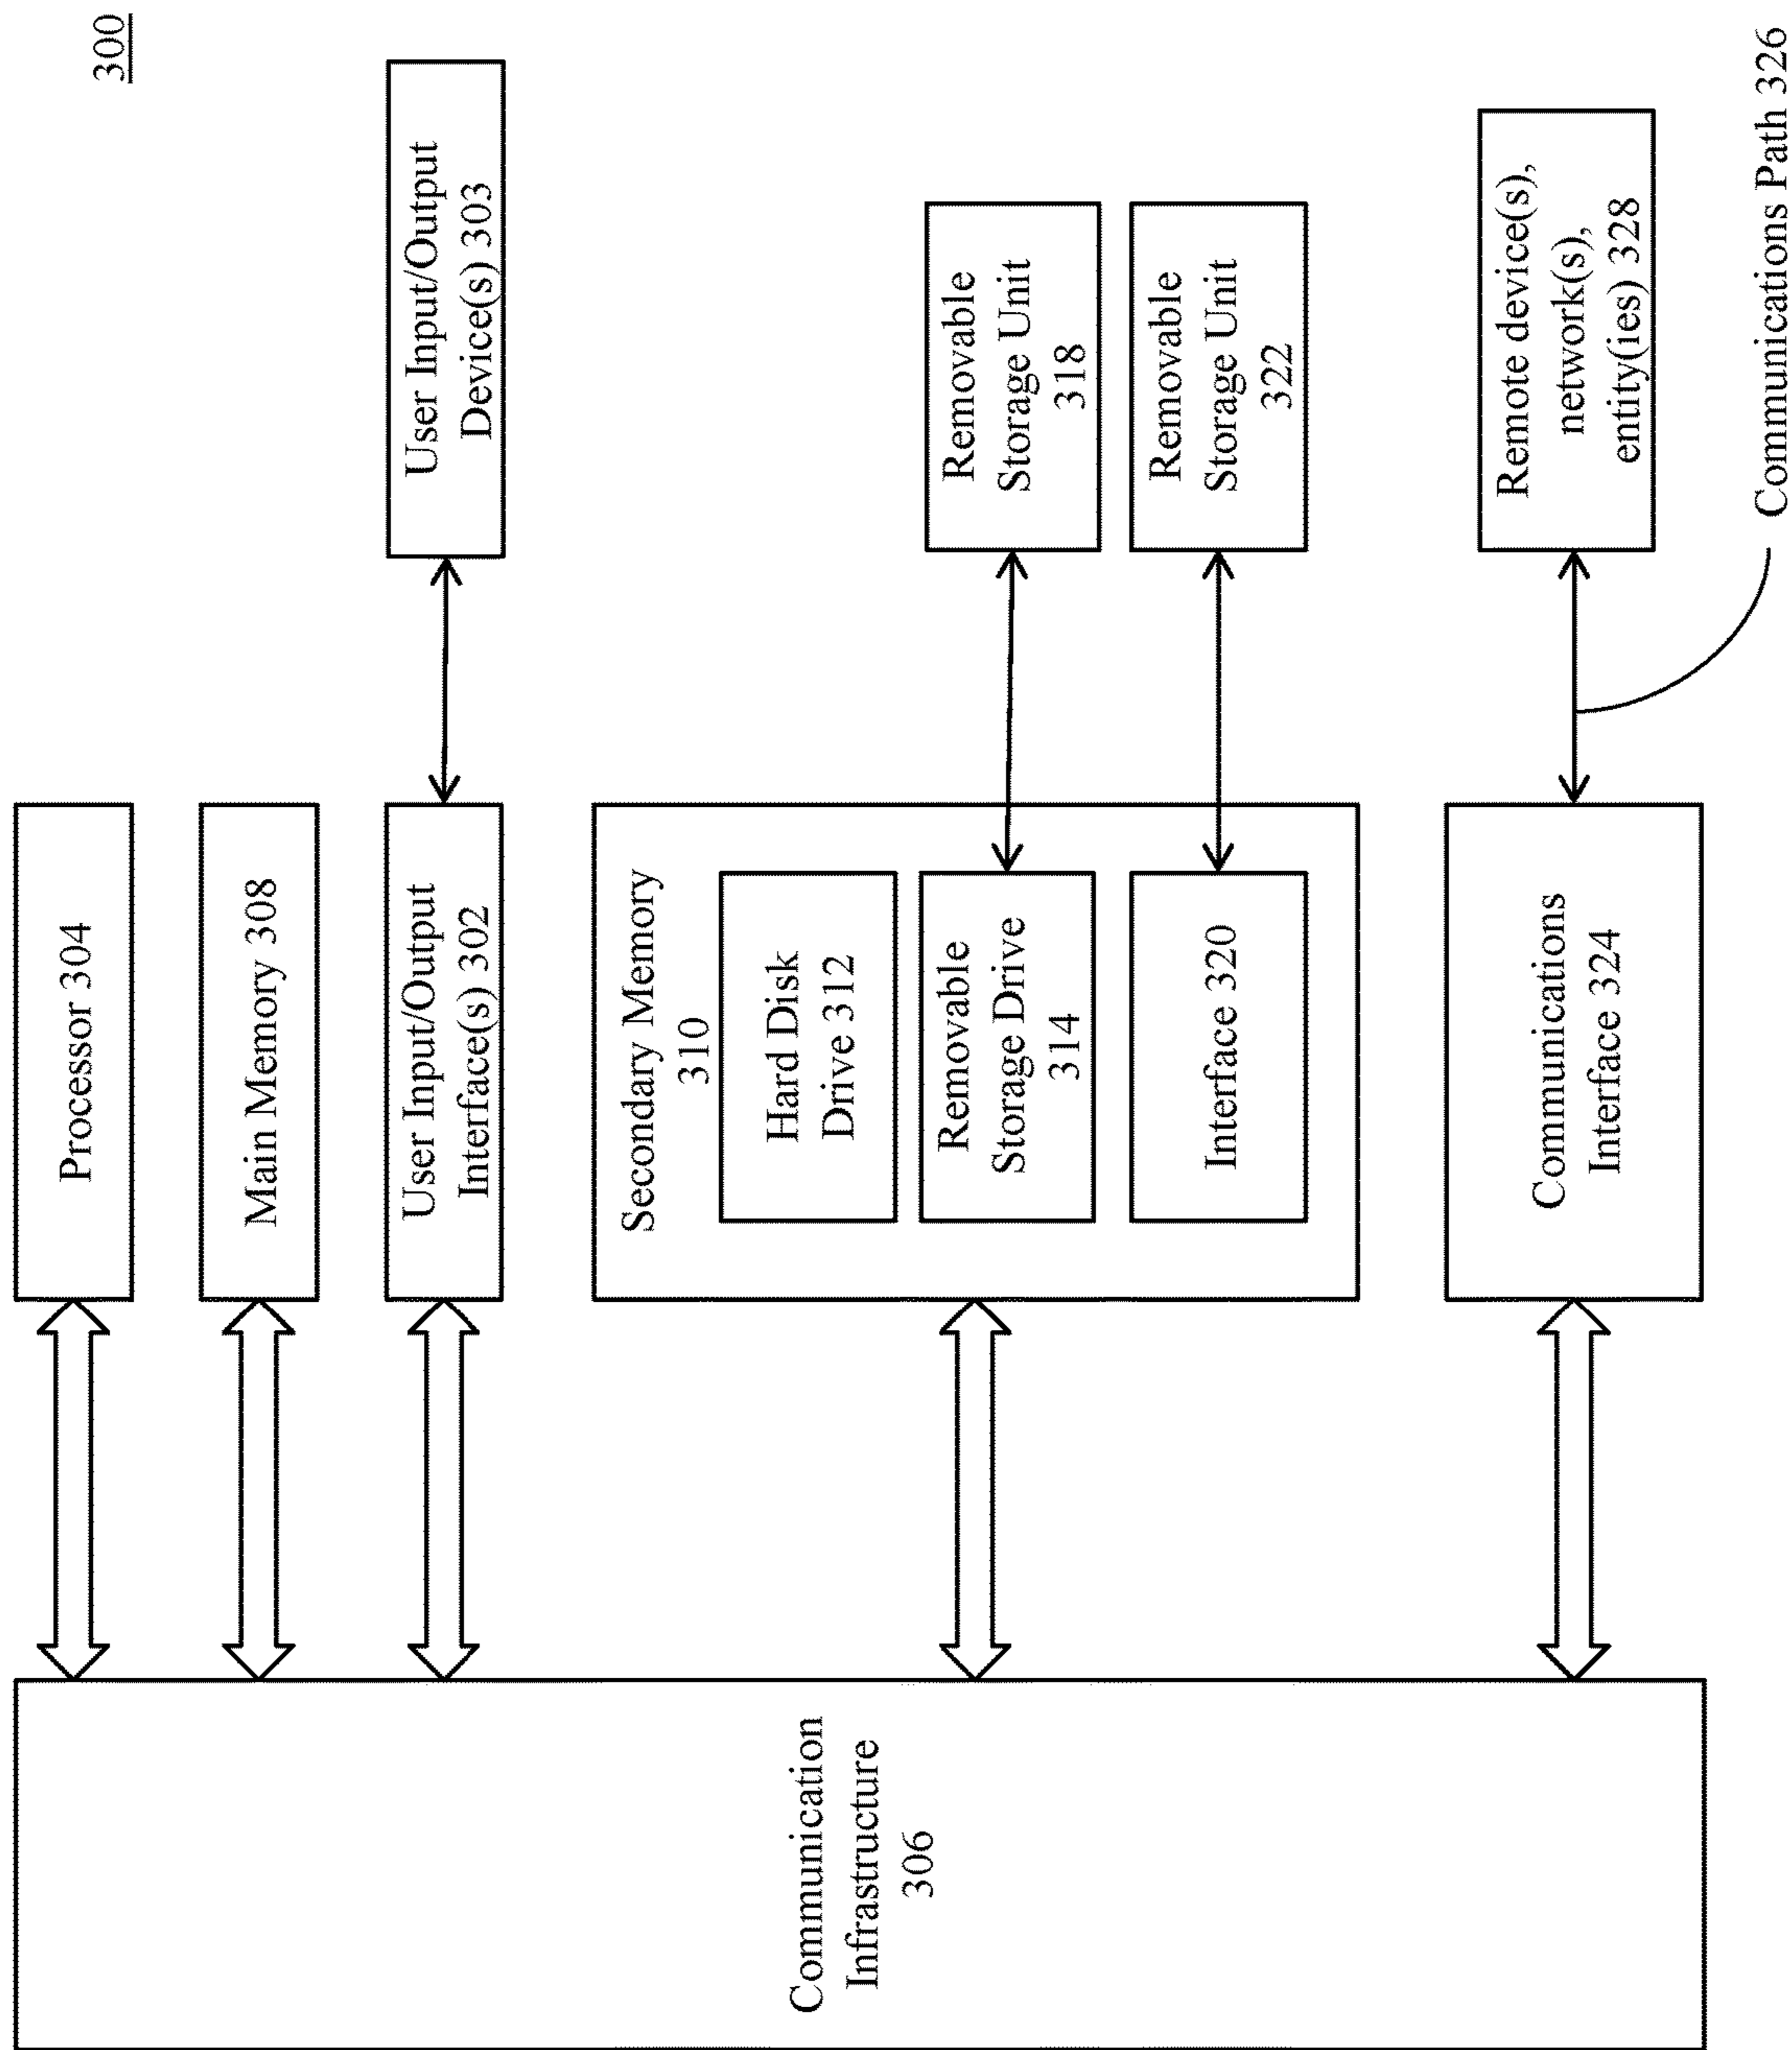 300
Processor 304
Main Memory 308
User Input/Output
Interface(s) 302
User Input/Output
Device(s) 303
Secondary Memory
310
Hard Disk
Drive 312
Removable
Storage Drive
314
Interface 320
Removable
Storage Unit
318
Removable
Storage Unit
322
Communications
Interface 324
Remote device(s),
network(s),
entity(ies) 328
Communications Path 326
Communication
Infrastructure
306